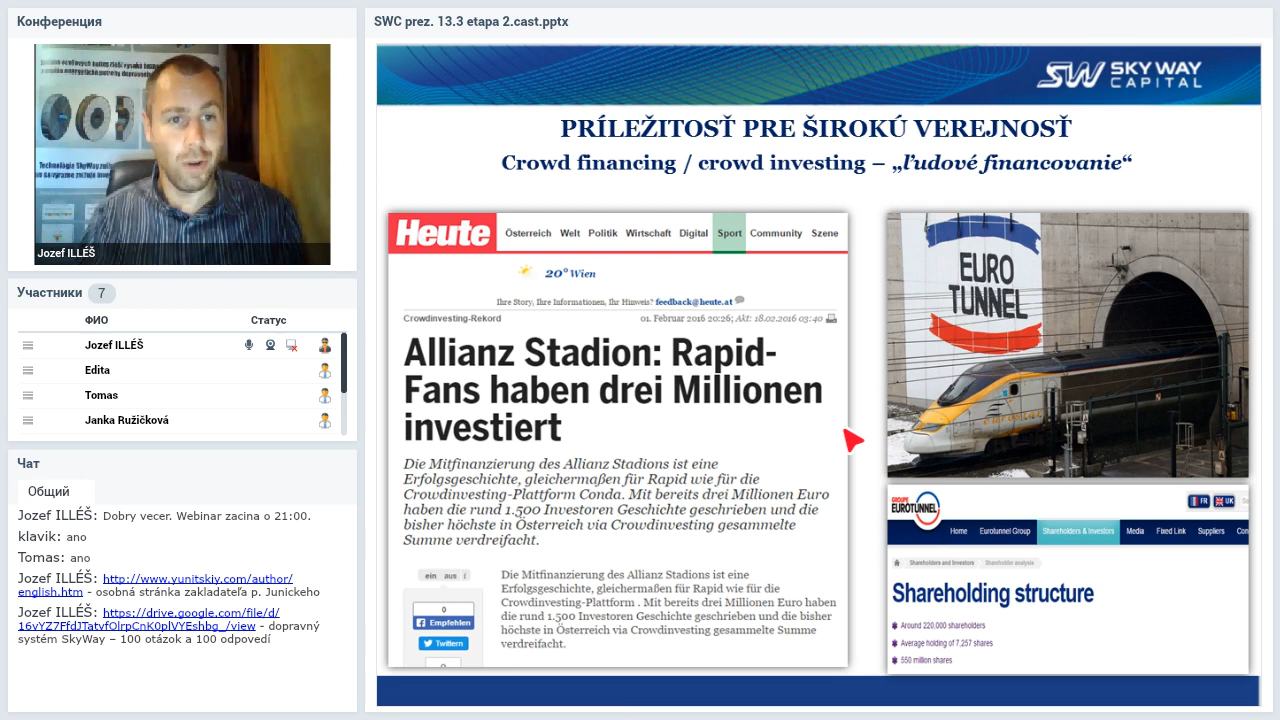 Конференция
Jozef ILLÉŠ
Участники 7
ФИО Статус
Jozef ILLÉŠ
Edita
Tomas
Janka Ružičková
Чат
Общий
Jozef ILLÉŠ: Dobry vecer. Webinar zacina o 21:00.
klavik: ano
Tomas: ano
Jozef ILLÉŠ: http://www.yunitskiy.com/author/
english.htm - osobná stránka zakladateľa p. Junickeho
Jozef ILLÉŠ: https://drive.google.com/file/d/
16vYZ7FfdJTatvfOlrpCnK0plVYEshbg_/view - dopravný
systém SkyWay – 100 otázok a 100 odpovedí
SWC prez. 13.3 etapa 2.cast.pptx
SW SKY WAY
CAPITAL
PRÍLEŽITOSŤ PRE ŠIROKÚ VEREJNOSŤ
Crowd financing / crowd investing – „ľudové financovanie“
Heute Österreich Welt Politik Wirtschaft Digital Sport Community Szene
20° Wien
Ihre Story, Ihre Informationen, Ihr Hinweis? feedback@heute.at
Crowdinvesting-Rekord 01. Februar 2016 20:26; Akt: 18.02.2016 03:40
Allianz Stadion: Rapid-
Fans haben drei Millionen
investiert
Die Mitfinanzierung des Allianz Stadions ist eine
Erfolgsgeschichte, gleichermaßen für Rapid wie für die
Crowdinvesting-Plattform Conda. Mit bereits drei Millionen Euro
haben die rund 1.500 Investoren Geschichte geschrieben und die
bisher höchste in Österreich via Crowdinvesting gesammelte
Summe verdreifacht.
ein aus i
0
Empfehlen
Twittern
0
Die Mitfinanzierung des Allianz Stadions ist eine
Erfolgsgeschichte, gleichermaßen für Rapid wie für die
Crowdinvesting-Plattform . Mit bereits drei Millionen Euro haben
die rund 1.500 Investoren Geschichte geschrieben und die bisher
höchste in Österreich via Crowdinvesting gesammelte Summe
verdreifacht.
EURO
TUNNEL
GROUPE
EUROTUNNEL
FR UK
Home Eurotunnel Group Shareholders & Investors Media Fixed Link Suppliers Con
Shareholders and Investors Shareholder analysis
Shareholding structure
Around 220,000 shareholders
Average holding of 7,257 shares
550 million shares